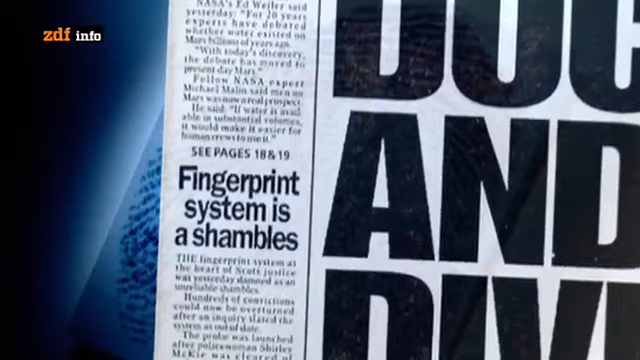 zdf info
NASA's Ed Weiler said
yesterday: "For 20 years
experts have debated
whether water existed on
Mars billions of years ago.
"With today's discovery,
the debate has moved to
present-day Mars."
Fellow NASA expert
Michael Malin said men on
Mars was now a real prospect.
He said: "If water is avail-
able in substantial volumes,
it would make it easier for
human crews to use it."
SEE PAGES 18 & 19
Fingerprint
system is
a shambles
THE fingerprint system at
the heart of Scots justice
was yesterday damned as an
unreliable shambles.
Hundreds of convictions
could now be overturned
after an inquiry slated the
system as out of date.
The probe was launched
after policewoman Shirley
McKie was cleared of
DOC
AND
DIV